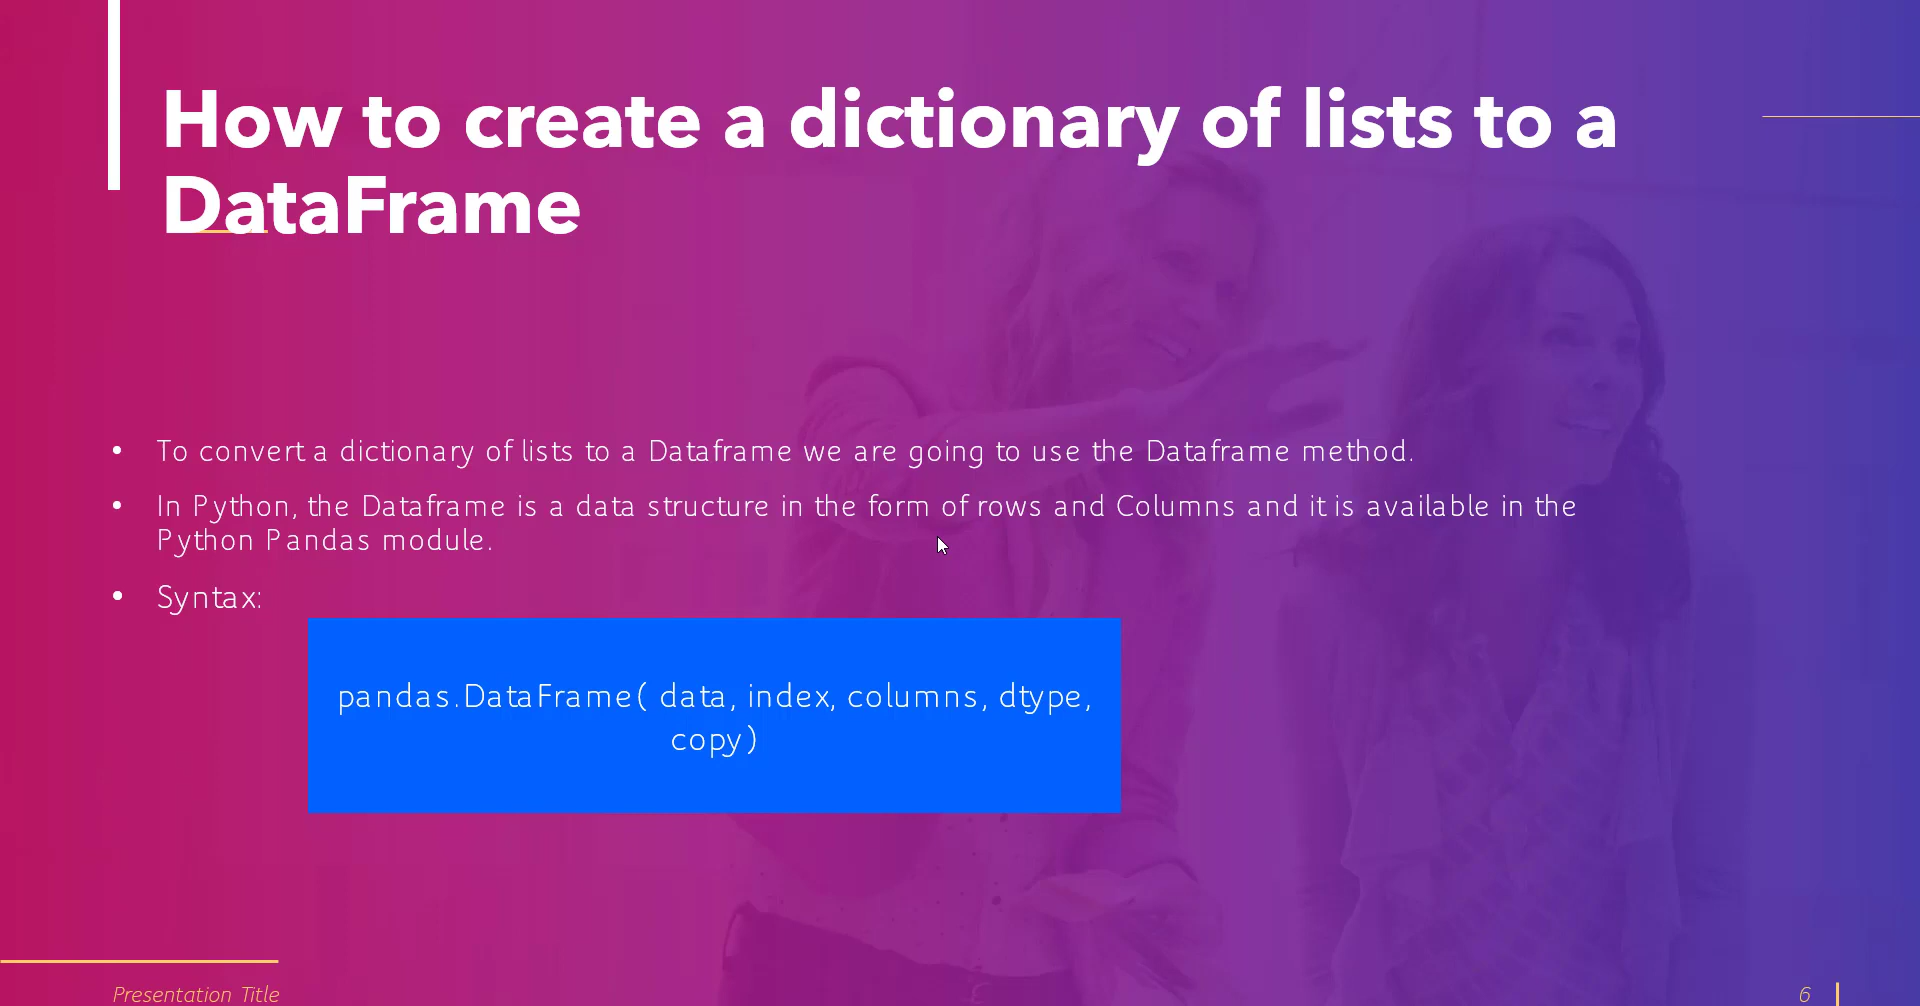 How to create a dictionary of lists to a
DataFrame
• To convert a dictionary of lists to a Dataframe we are going to use the Dataframe method.
• In Python, the Dataframe is a data structure in the form of rows and Columns and it is available in the
Python Pandas module.
• Syntax:
pandas.DataFrame( data, index, columns, dtype,
copy)
Presentation Title
6